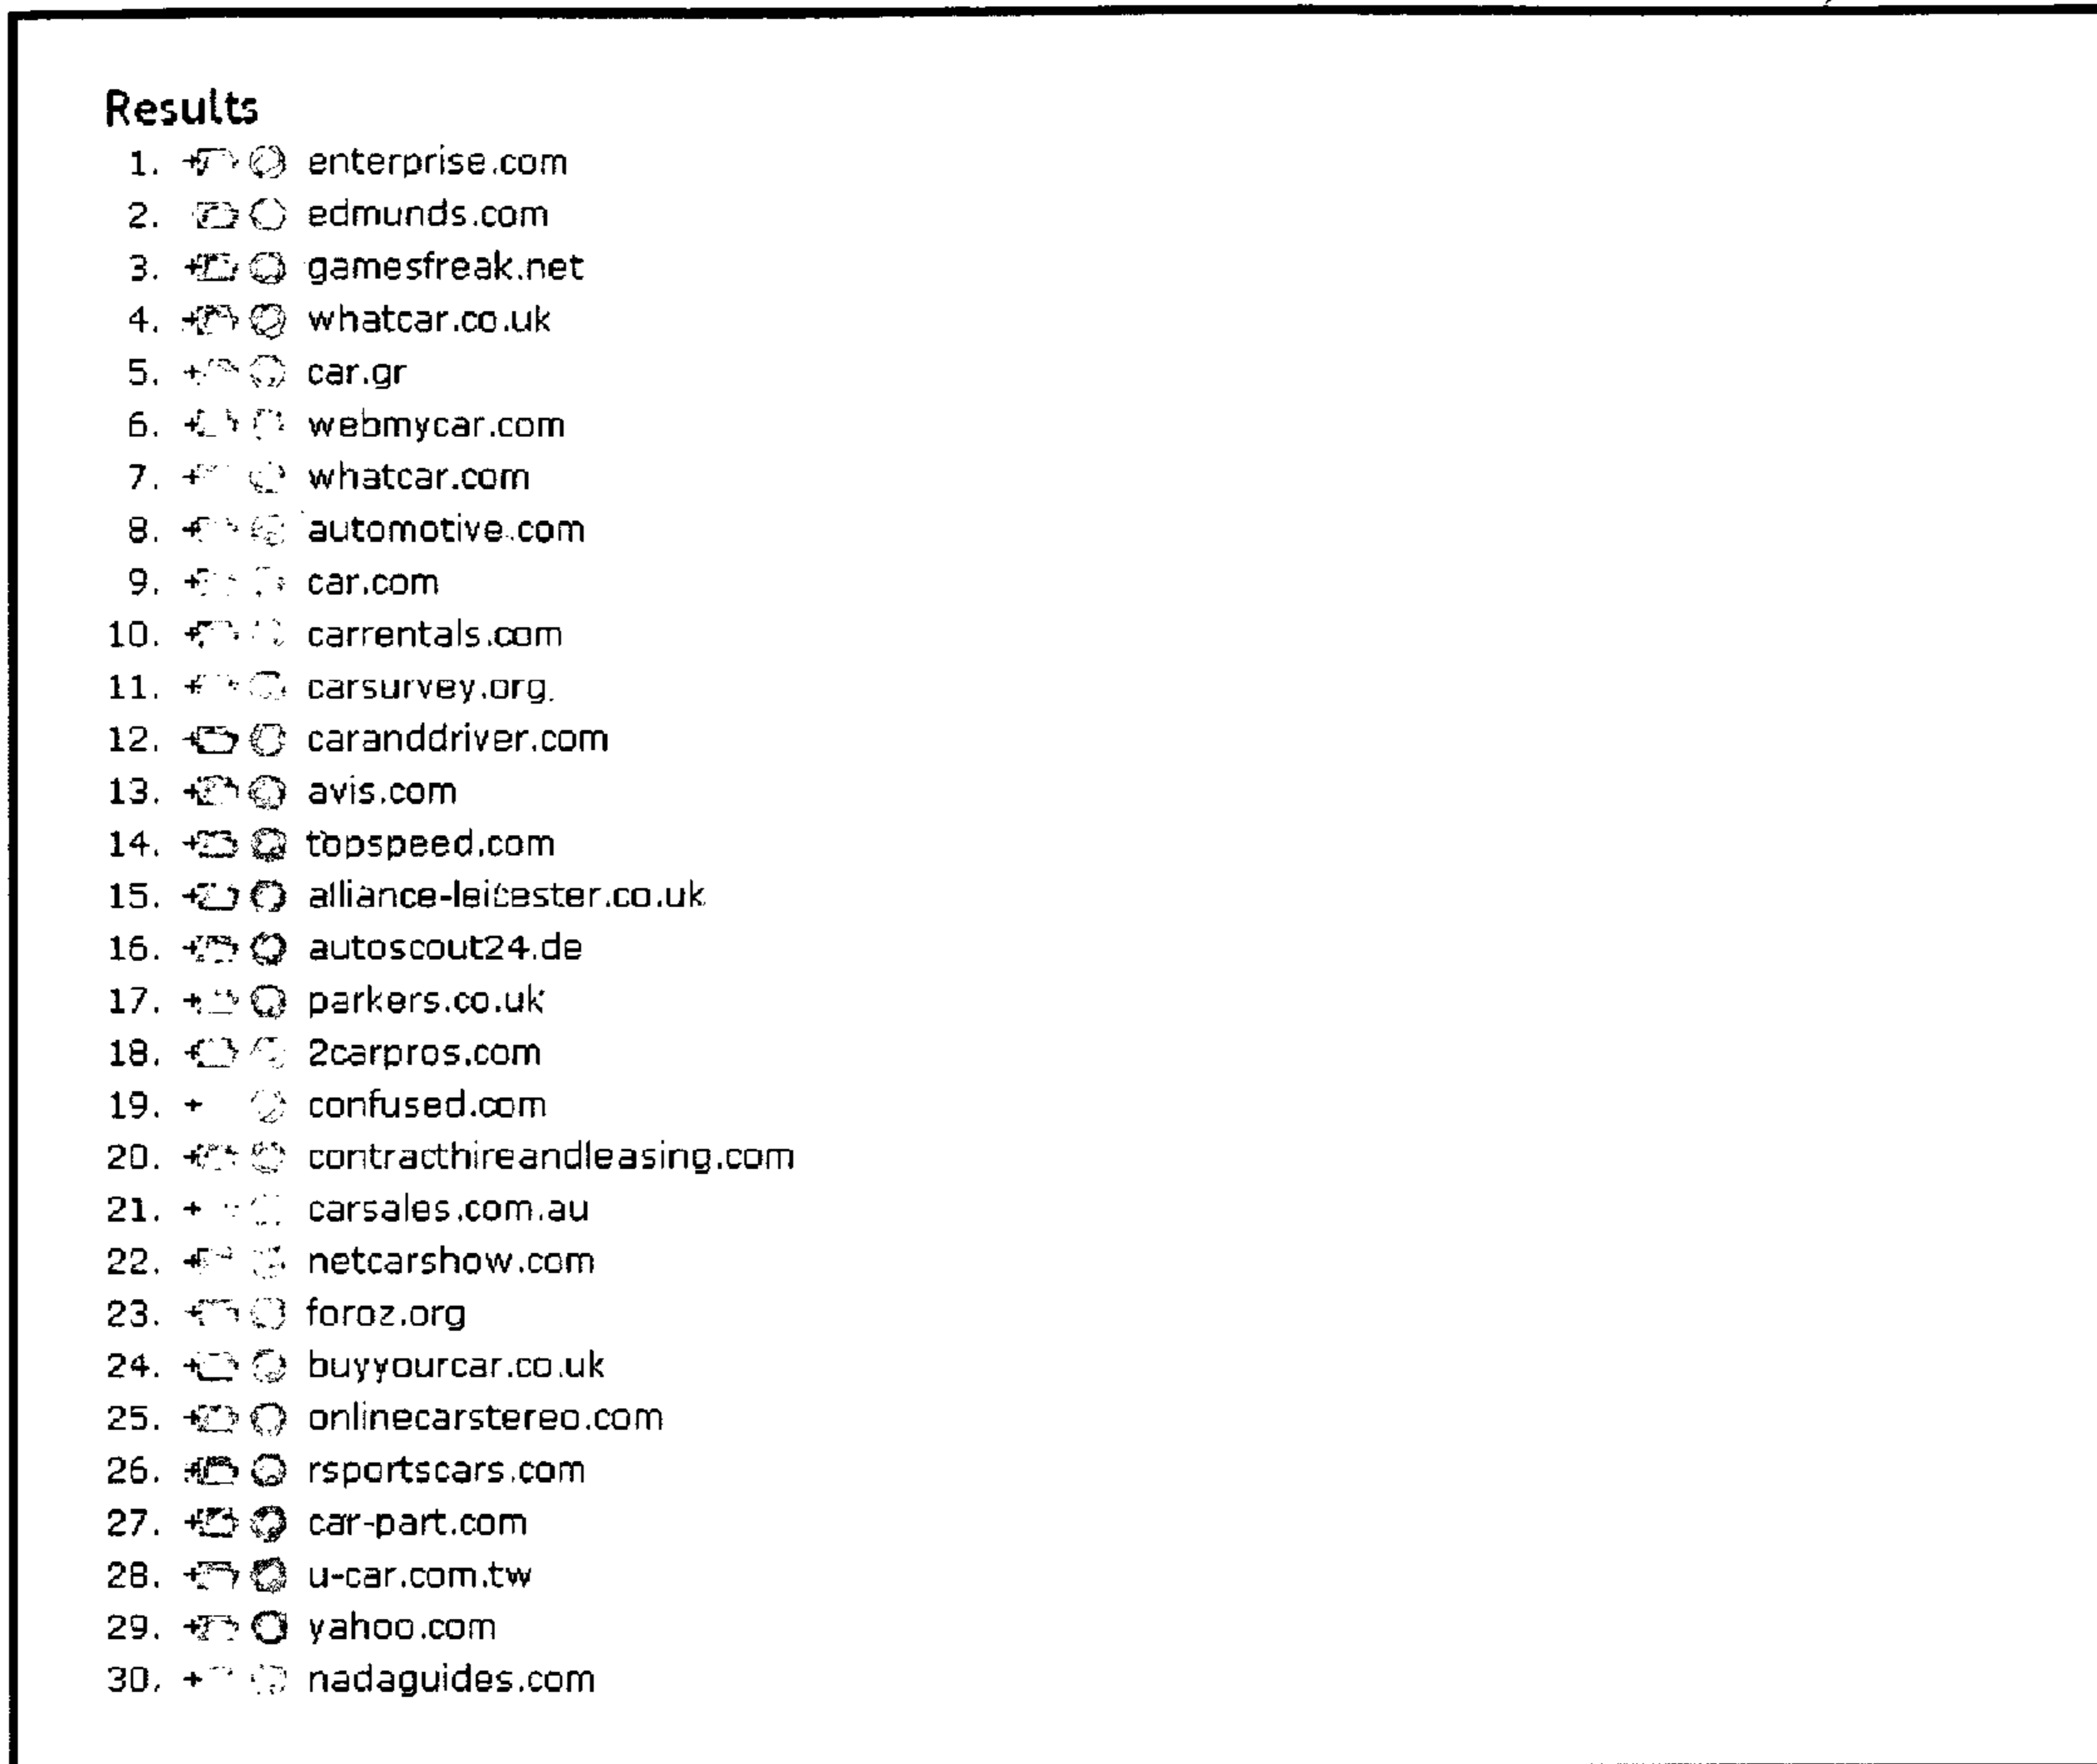 Results
1. enterprise.com
2. edmunds.com
3. gamesfreak.net
4. whatcar.co.uk
5. car.gr
6. webmycar.com
7. whatcar.com
8. automotive.com
9. car.com
10. carrentals.com
11. carsurvey.org
12. caranddriver.com
13. avis.com
14. topspeed.com
15. alliance-leicester.co.uk
16. autoscout24.de
17. parkers.co.uk
18. 2carpros.com
19. confused.com
20. contracthireandleasing.com
21. carsales.com.au
22. netcarshow.com
23. foroz.org
24. buyyourcar.co.uk
25. onlinecarstereo.com
26. rsportscars.com
27. car-part.com
28. u-car.com.tw
29. yahoo.com
30. nadaguides.com